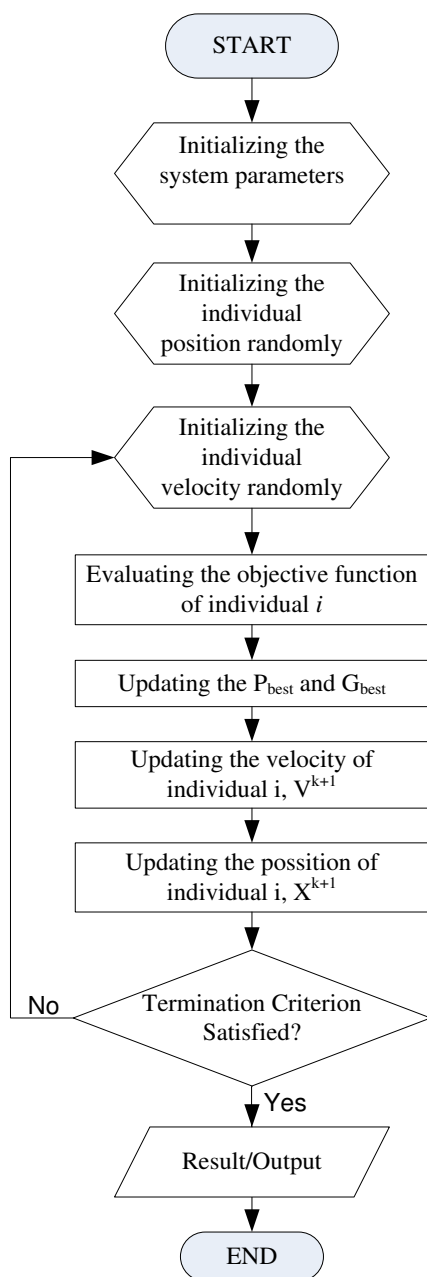 START
Initializing the
system parameters
Initializing the
individual
position randomly
Initializing the
individual
velocity randomly
Evaluating the objective function
of individual i
Updating the Pbest and Gbest
Updating the velocity of
individual i, V^k+1
Updating the possition of
individual i, X^k+1
No
Termination Criterion
Satisfied?
Yes
Result/Output
END